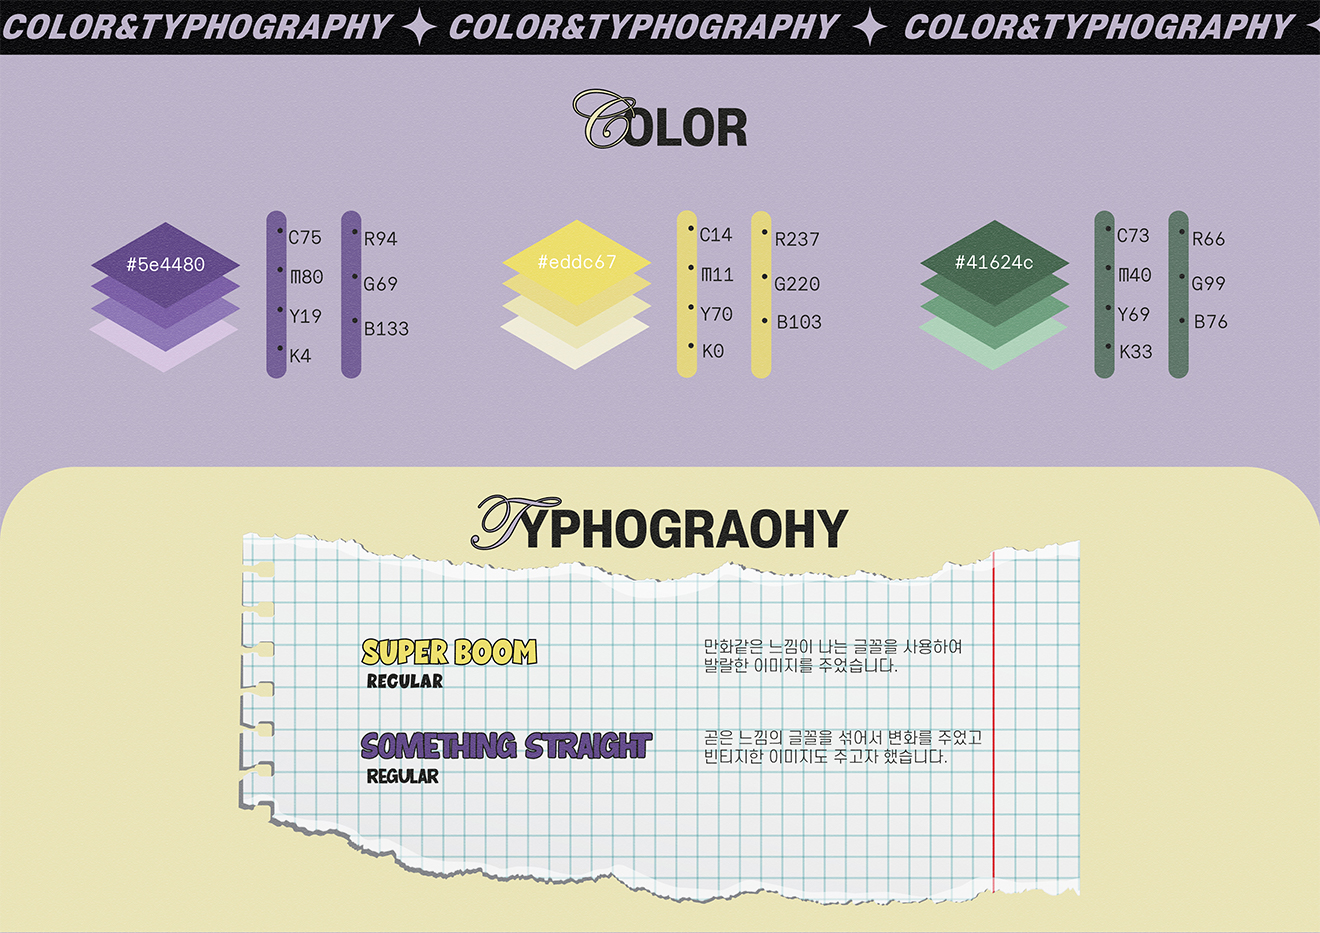 COLOR&TYPHOGRAPHY ✦ COLOR&TYPHOGRAPHY ✦ COLOR&TYPHOGRAPHY
COLOR
#5e4480
C75
M80
Y19
K4
R94
G69
B133
#eddc67
C14
M11
Y70
K0
R237
G220
B103
#41624c
C73
M40
Y69
K33
R66
G99
B76
TYPHOGRAOHY
SUPER BOOM
REGULAR
만화같은 느낌이 나는 글꼴을 사용하여
발랄한 이미지를 주었습니다.
SOMETHING STRAIGHT
REGULAR
곧은 느낌의 글꼴을 섞어서 변화를 주었고
빈티지한 이미지도 주고자 했습니다.